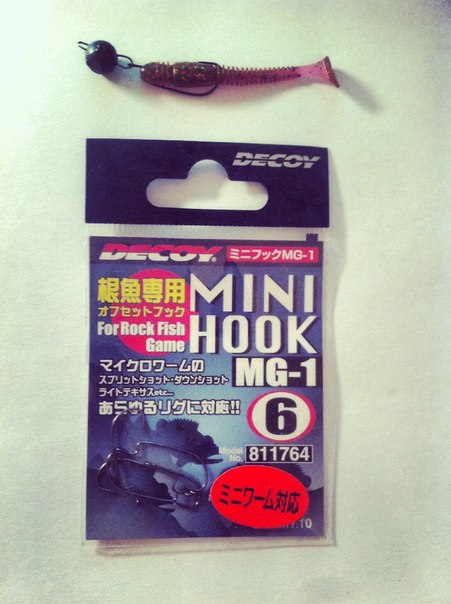 DECOY
DECOY®
ミニフックMG-1
根魚専用
オフセットフック
For Rock Fish
Game
MINI
HOOK
MG-1
マイクロワームの
スプリットショット・ダウンショット
ライトテキサスetc...
あらゆるリグに対応!!
6
Model
No. 811764
ミニワーム対応